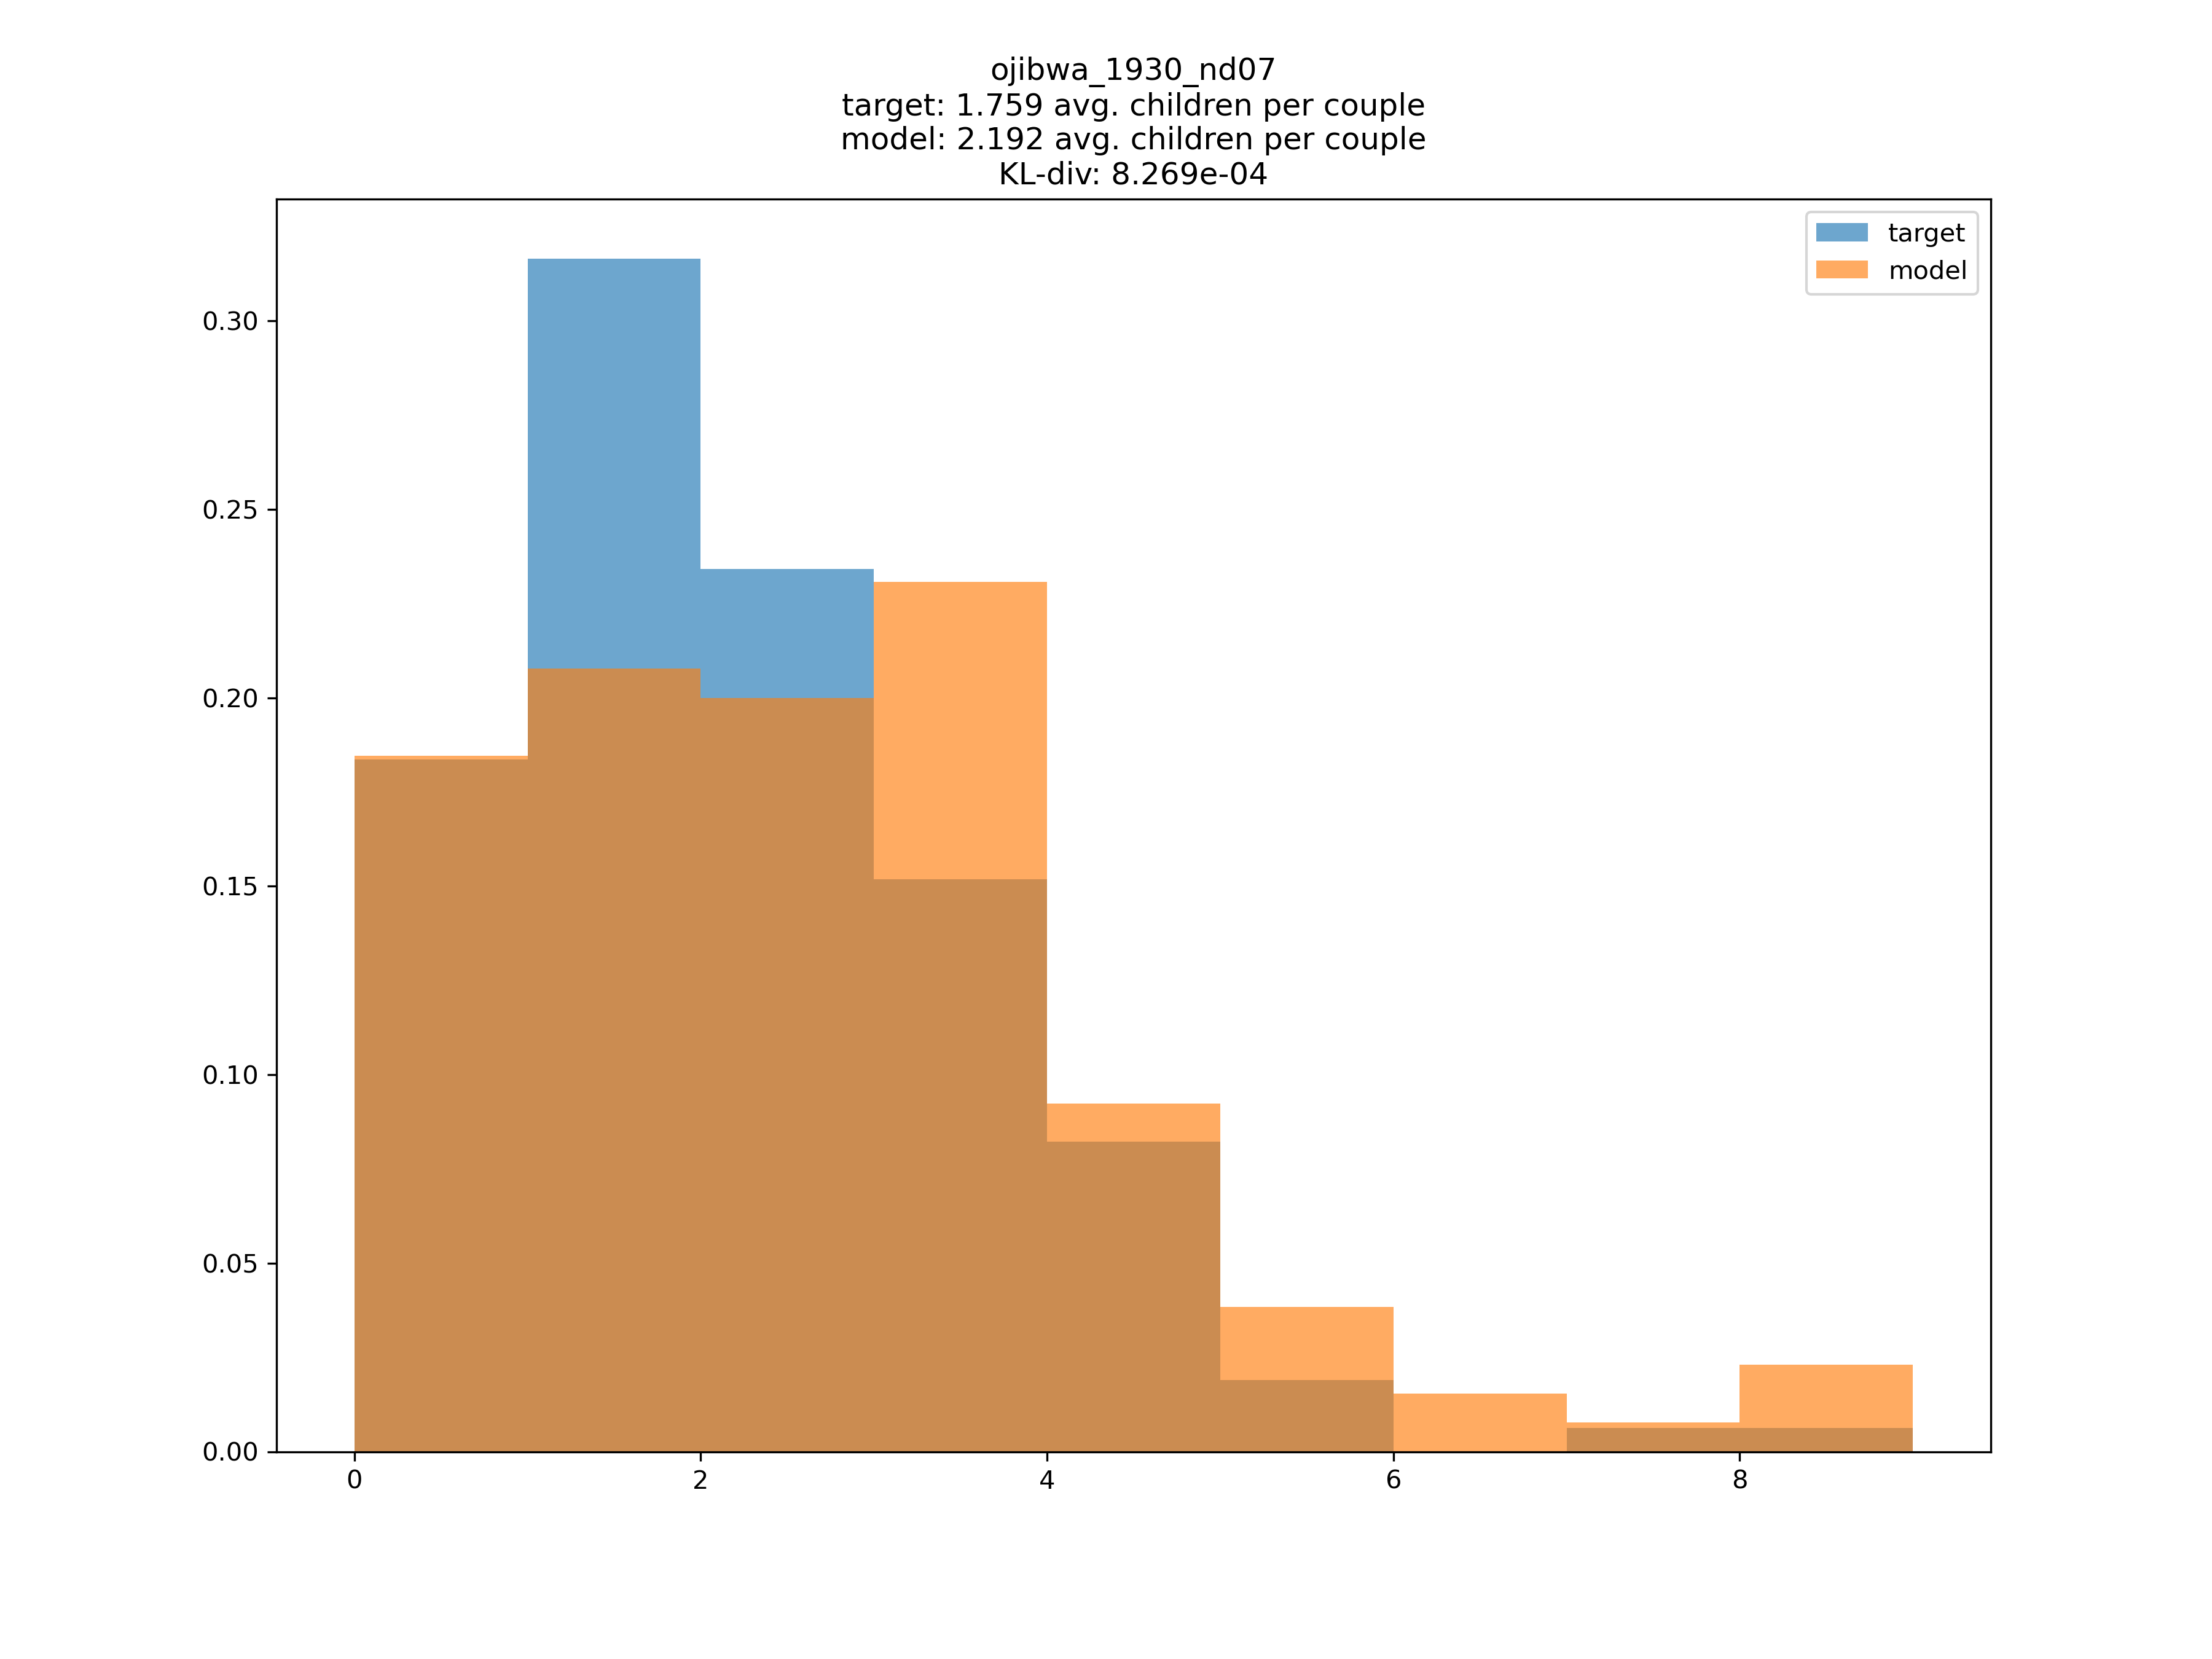 ojibwa_1930_nd07
target: 1.759 avg. children per couple
model: 2.192 avg. children per couple
KL-div: 8.269e-04
target
model
0.30
0.25
0.20
0.15
0.10
0.05
0.00
0 2 4 6 8